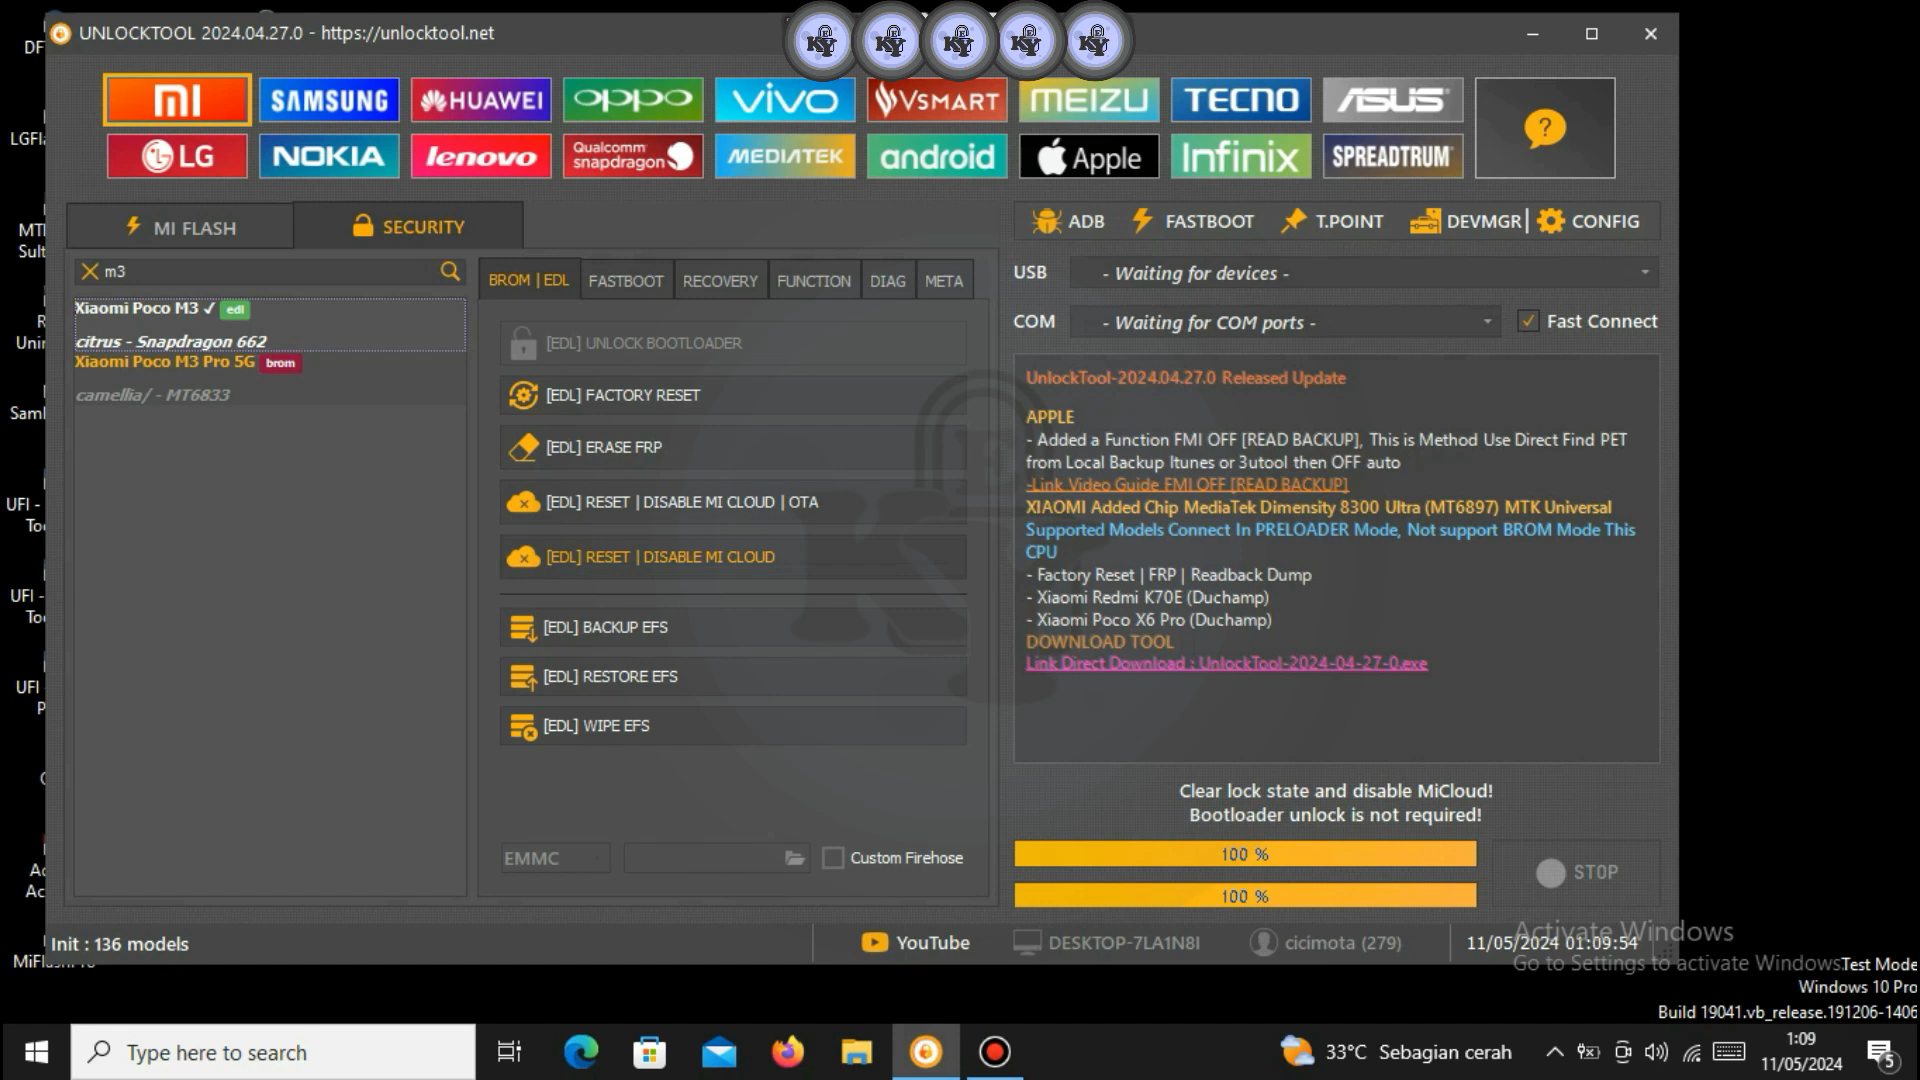 UNLOCKTOOL 2024.04.27.0 - https://unlocktool.net
mi
SAMSUNG
HUAWEI
oppo
vivo
VSMART
MEIZU
TECNO
ASUS
?
LG
NOKIA
lenovo
Qualcomm
snapdragon
MEDIATEK
android
Apple
Infinix
SPREADTRUM
MI FLASH
SECURITY
ADB
FASTBOOT
T.POINT
DEVMGR
CONFIG
m3
BROM | EDL
FASTBOOT
RECOVERY
FUNCTION
DIAG
META
USB
- Waiting for devices -
COM
- Waiting for COM ports -
Fast Connect
Xiaomi Poco M3 ✓ edl
citrus - Snapdragon 662
Xiaomi Poco M3 Pro 5G brom
camellia/ - MT6833
[EDL] UNLOCK BOOTLOADER
[EDL] FACTORY RESET
[EDL] ERASE FRP
[EDL] RESET | DISABLE MI CLOUD | OTA
[EDL] RESET | DISABLE MI CLOUD
[EDL] BACKUP EFS
[EDL] RESTORE EFS
[EDL] WIPE EFS
EMMC
Custom Firehose
UnlockTool-2024.04.27.0 Released Update
APPLE
- Added a Function FMI OFF [READ BACKUP], This is Method Use Direct Find PET
from Local Backup Itunes or 3utool then OFF auto
-Link Video Guide FMI OFF [READ BACKUP]
XIAOMI Added Chip MediaTek Dimensity 8300 Ultra (MT6897) MTK Universal
Supported Models Connect In PRELOADER Mode, Not support BROM Mode This
CPU
- Factory Reset | FRP | Readback Dump
- Xiaomi Redmi K70E (Duchamp)
- Xiaomi Poco X6 Pro (Duchamp)
DOWNLOAD TOOL
Link Direct Download : UnlockTool-2024-04-27-0.exe
Clear lock state and disable MiCloud!
Bootloader unlock is not required!
100 %
100 %
STOP
Init : 136 models
YouTube
DESKTOP-7LA1N8I
cicimota (279)
11/05/2024 01:09:54
Activate Windows
Go to Settings to activate Windows.
Test Mode
Windows 10 Pro
Build 19041.vb_release.191206-1406
Type here to search
33°C Sebagian cerah
1:09
11/05/2024
5